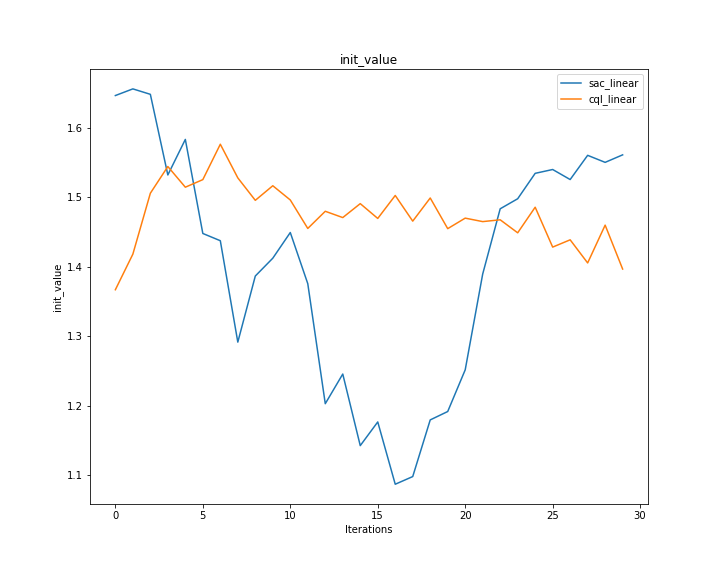 init_value
sac_linear
cql_linear
1.6
1.5
1.4
1.3
1.2
1.1
init_value
0 5 10 15 20 25 30
Iterations